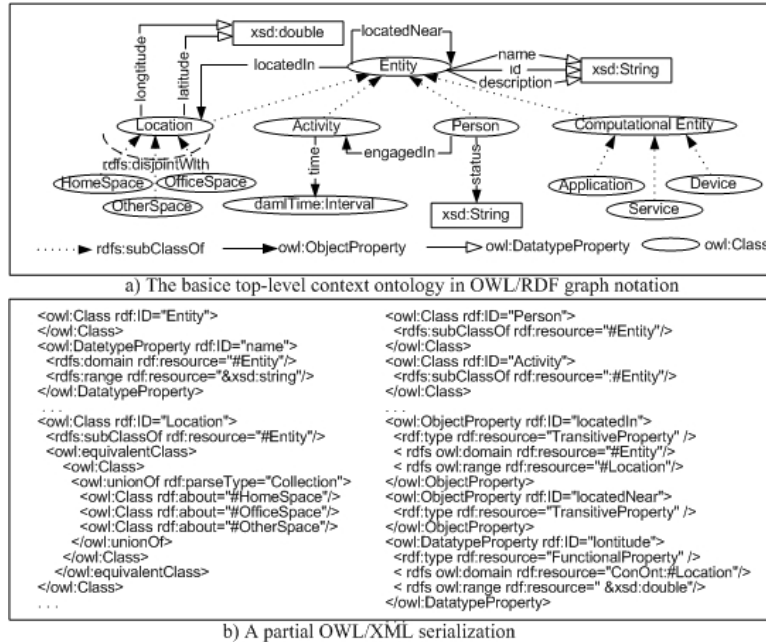 xsd:double
locatedNear
name
id
description
xsd:String
longtitude
latitude
locatedIn
Entity
Location
Activity
Person
Computational Entity
rdfs:disjointWith
engagedIn
time
status
HomeSpace
OfficeSpace
OtherSpace
damlTime:Interval
xsd:String
Application
Service
Device
rdfs:subClassOf
owl:ObjectProperty
owl:DatatypeProperty
owl:Class
a) The basice top-level context ontology in OWL/RDF graph notation
<owl:Class rdf:ID="Entity">
</owl:Class>
<owl:DatetypeProperty rdf:ID="name">
<rdfs:domain rdf:resource="#Entity"/>
<rdfs:range rdf:resource="&xsd:string"/>
</owl:DatatypeProperty>
. . .
<owl:Class rdf:ID="Location">
<rdfs:subClassOf rdf:resource="#Entity"/>
<owl:equivalentClass>
<owl:Class>
<owl:unionOf rdf:parseType="Collection">
<owl:Class rdf:about="#HomeSpace"/>
<owl:Class rdf:about="#OfficeSpace"/>
<owl:Class rdf:about="#OtherSpace"/>
</owl:unionOf>
</owl:Class>
</owl:equivalentClass>
</owl:Class>
. . .
<owl:Class rdf:ID="Person">
<rdfs:subClassOf rdf:resource="#Entity"/>
</owl:Class>
<owl:Class rdf:ID="Activity">
<rdfs:subClassOf rdf:resource=":#Entity"/>
</owl:Class>
. . .
<owl:ObjectProperty rdf:ID="locatedIn">
<rdf:type rdf:resource="TransitiveProperty" />
< rdfs owl:domain rdf:resource="#Entity"/>
< rdfs owl:range rdf:resource="#Location"/>
</owl:ObjectProperty>
<owl:ObjectProperty rdf:ID="locatedNear">
<rdf:type rdf:resource="TransitiveProperty" />
</owl:ObjectProperty>
<owl:DatatypeProperty rdf:ID="lontitude">
<rdf:type rdf:resource="FunctionalProperty" />
< rdfs owl:domain rdf:resource="ConOnt:#Location"/>
< rdfs owl:range rdf:resource=" &xsd:double"/>
</owl:DatatypeProperty>
b) A partial OWL/XML serialization